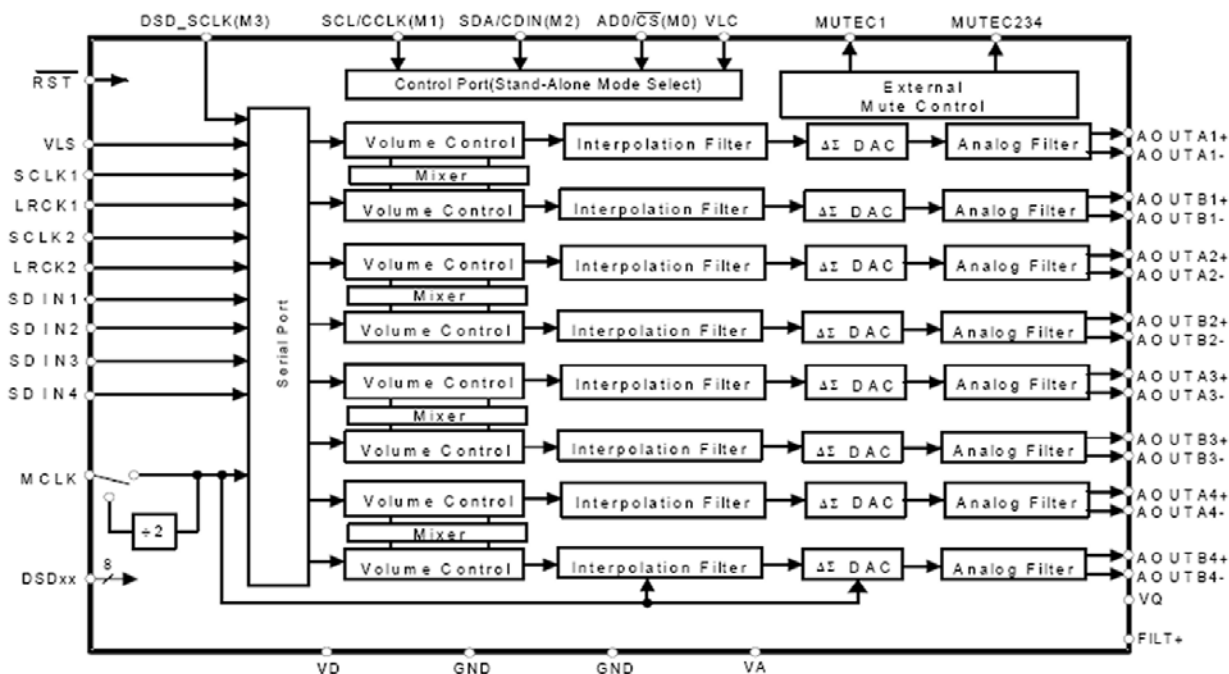 DSD_SCLK(M3) SCL/CCLK(M1) SDA/CDIN(M2) AD0/CS(M0) VLC MUTEC1 MUTEC234
RST
Control Port(Stand-Alone Mode Select)
External
Mute Control
VLS
SCLK1
LRCK1
SCLK2
LRCK2
SDIN1
SDIN2
SDIN3
SDIN4
MCLK
÷2
8
DSDxx
Serial Port
Volume Control Interpolation Filter ΔΣ DAC Analog Filter AOUTA1+
AOUTA1-
Mixer
Volume Control Interpolation Filter ΔΣ DAC Analog Filter AOUTB1+
AOUTB1-
Volume Control Interpolation Filter ΔΣ DAC Analog Filter AOUTA2+
AOUTA2-
Mixer
Volume Control Interpolation Filter ΔΣ DAC Analog Filter AOUTB2+
AOUTB2-
Volume Control Interpolation Filter ΔΣ DAC Analog Filter AOUTA3+
AOUTA3-
Mixer
Volume Control Interpolation Filter ΔΣ DAC Analog Filter AOUTB3+
AOUTB3-
Volume Control Interpolation Filter ΔΣ DAC Analog Filter AOUTA4+
AOUTA4-
Mixer
Volume Control Interpolation Filter ΔΣ DAC Analog Filter AOUTB4+
AOUTB4-
VQ
FILT+
VD GND GND VA